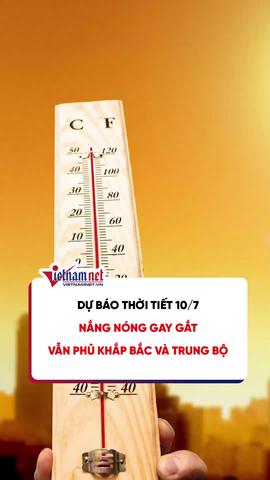 C F
50 120
40 100
30 80
20 60
vietnamnet
VIETNAMNET.VN
DỰ BÁO THỜI TIẾT 10/7
NẮNG NÓNG GAY GẮT
VẪN PHỦ KHẮP BẮC VÀ TRUNG BỘ
40 40